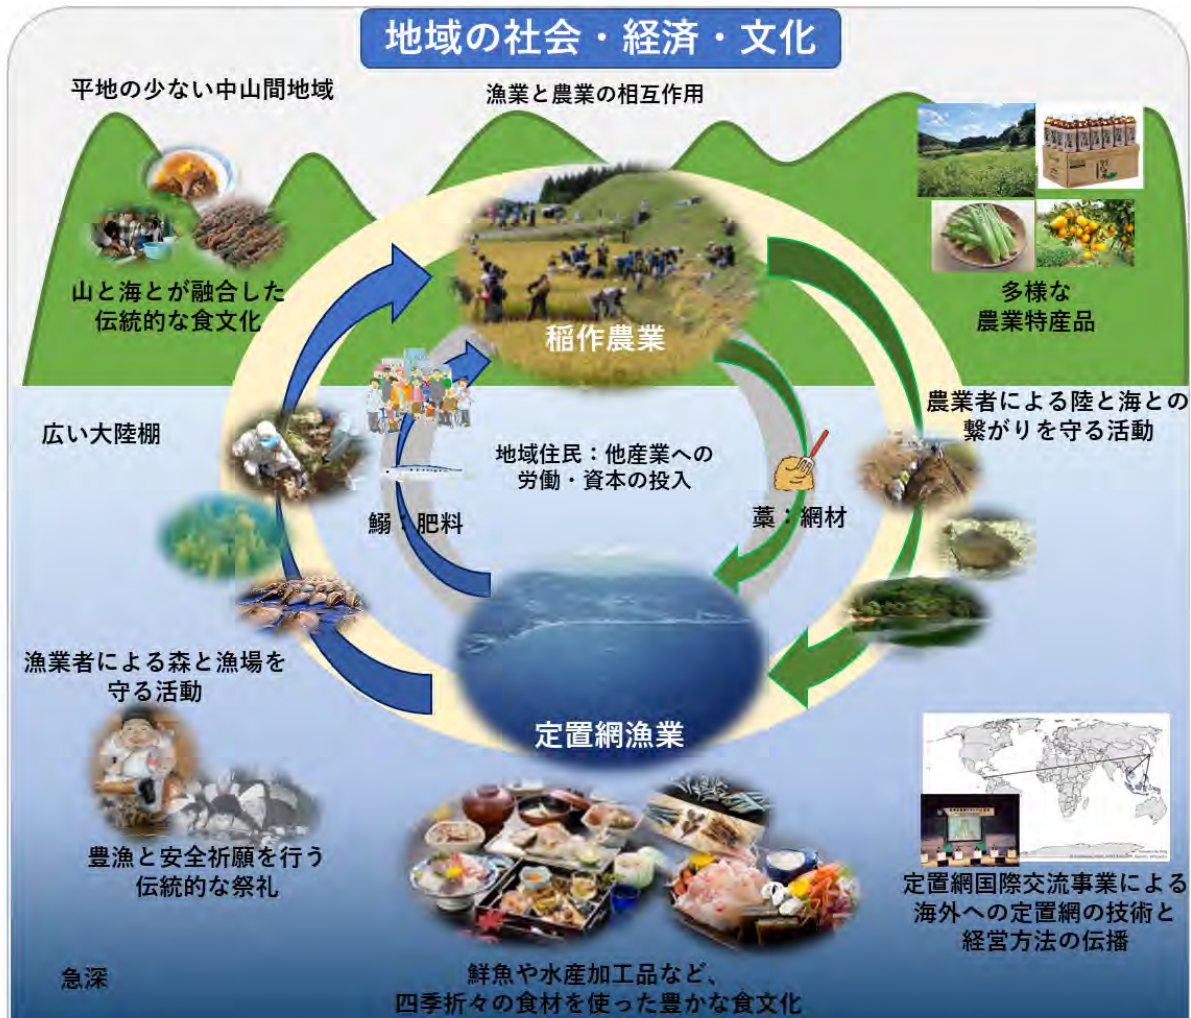 地域の社会・経済・文化
平地の少ない中山間地域
漁業と農業の相互作用
山と海とが融合した
伝統的な食文化
稲作農業
多様な
農業特産品
広い大陸棚
地域住民：他産業への
労働・資本の投入
農業者による陸と海との
繋がりを守る活動
鰯：肥料
藁：網材
漁業者による森と漁場を
守る活動
定置網漁業
豊漁と安全祈願を行う
伝統的な祭礼
定置網国際交流事業による
海外への定置網の技術と
経営方法の伝播
急深
鮮魚や水産加工品など、
四季折々の食材を使った豊かな食文化